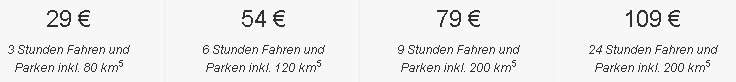 29 € 54 € 79 € 109 €
3 Stunden Fahren und 6 Stunden Fahren und 9 Stunden Fahren und 24 Stunden Fahren und
Parken inkl. 80 km⁵ Parken inkl. 120 km⁵ Parken inkl. 200 km⁵ Parken inkl. 200 km⁵